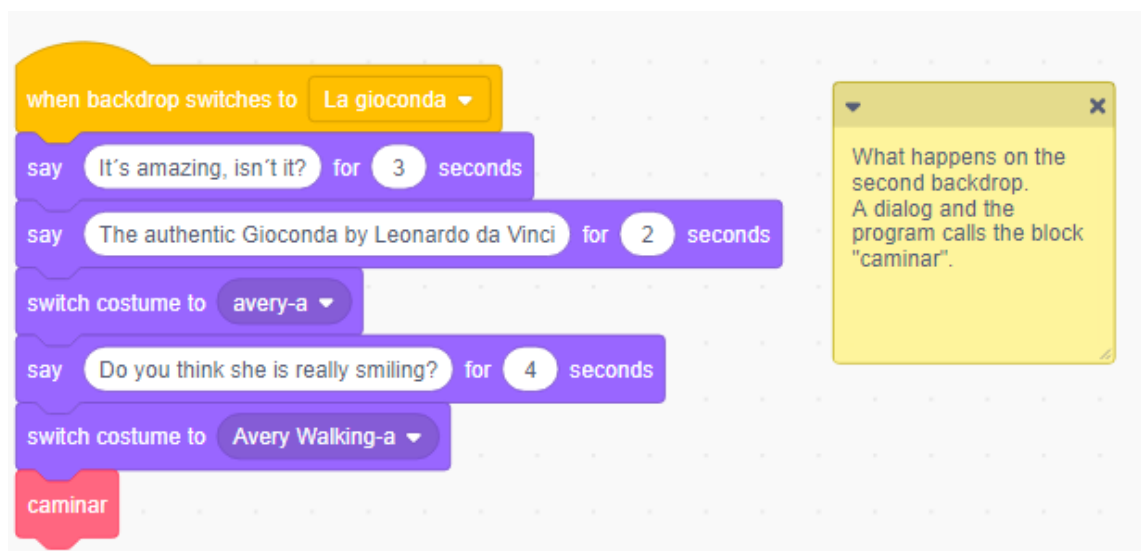 when backdrop switches to La gioconda
say It´s amazing, isn´t it? for 3 seconds
say The authentic Gioconda by Leonardo da Vinci for 2 seconds
switch costume to avery-a
say Do you think she is really smiling? for 4 seconds
switch costume to Avery Walking-a
caminar
What happens on the
second backdrop.
A dialog and the
program calls the block
"caminar".